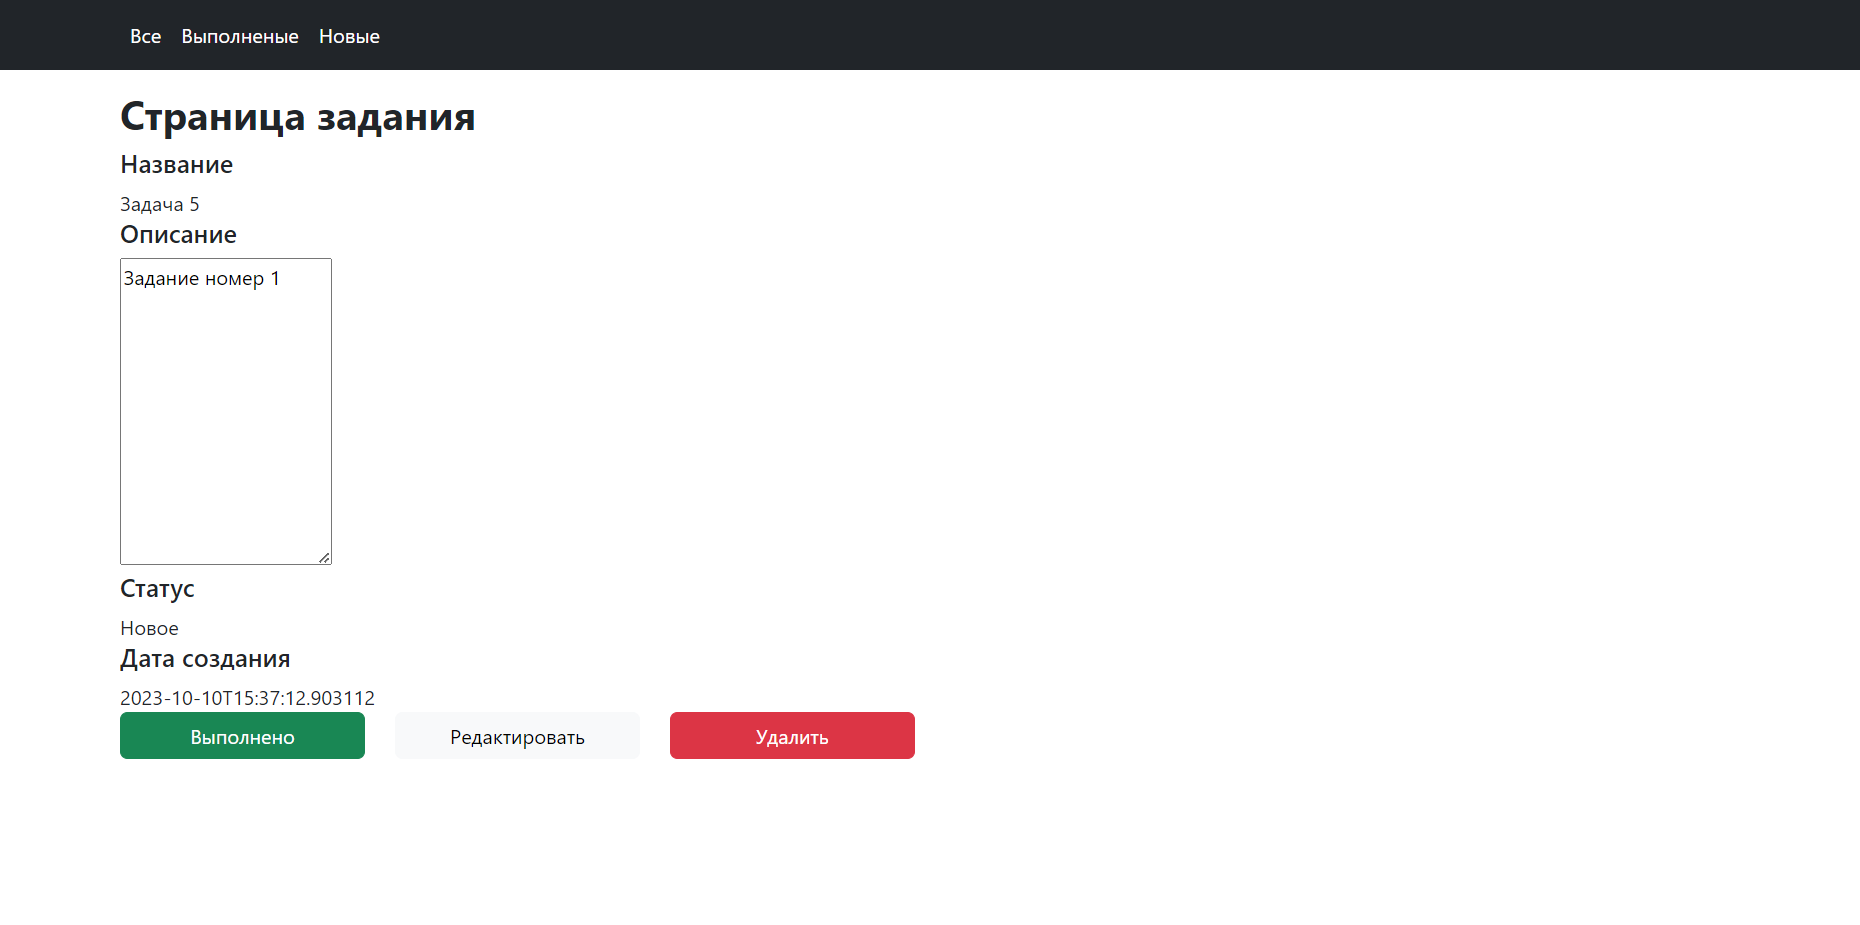 Все Выполненые Новые
Страница задания
Название
Задача 5
Описание
Задание номер 1
Статус
Новое
Дата создания
2023-10-10T15:37:12.903112
Выполнено Редактировать Удалить